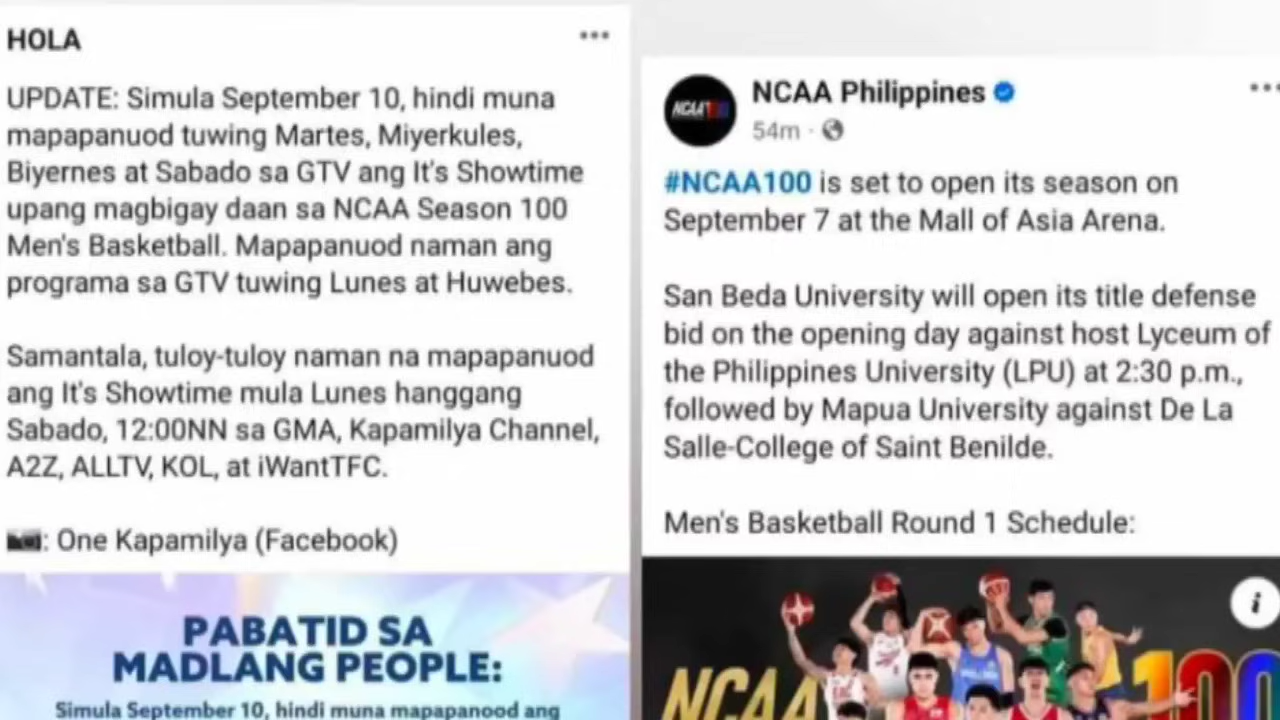 HOLA
UPDATE: Simula September 10, hindi muna
mapapanuod tuwing Martes, Miyerkules,
Biyernes at Sabado sa GTV ang It's Showtime
upang magbigay daan sa NCAA Season 100
Men's Basketball. Mapapanuod naman ang
programa sa GTV tuwing Lunes at Huwebes.
Samantala, tuloy-tuloy naman na mapapanuod
ang It's Showtime mula Lunes hanggang
Sabado, 12:00NN sa GMA, Kapamilya Channel,
A2Z, ALLTV, KOL, at iWantTFC.
: One Kapamilya (Facebook)
PABATID SA
MADLANG PEOPLE:
Simula September 10, hindi muna mapapanood ang
NCAA100
NCAA Philippines
54m
#NCAA100 is set to open its season on
September 7 at the Mall of Asia Arena.
San Beda University will open its title defense
bid on the opening day against host Lyceum of
the Philippines University (LPU) at 2:30 p.m.,
followed by Mapua University against De La
Salle-College of Saint Benilde.
Men's Basketball Round 1 Schedule:
NCAA 100